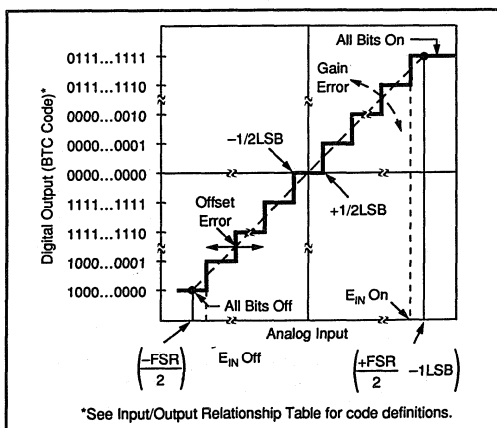 Digital Output (BTC Code)*
0111...1111
0111...1110
0000...0010
0000...0001
0000...0000
1111...1111
1111...1110
1000...0001
1000...0000
All Bits On
Gain
Error
–1/2LSB
+1/2LSB
Offset
Error
All Bits Off
E_IN On
Analog Input
(–FSR/2)
E_IN Off
(+FSR/2 –1LSB)
*See Input/Output Relationship Table for code definitions.